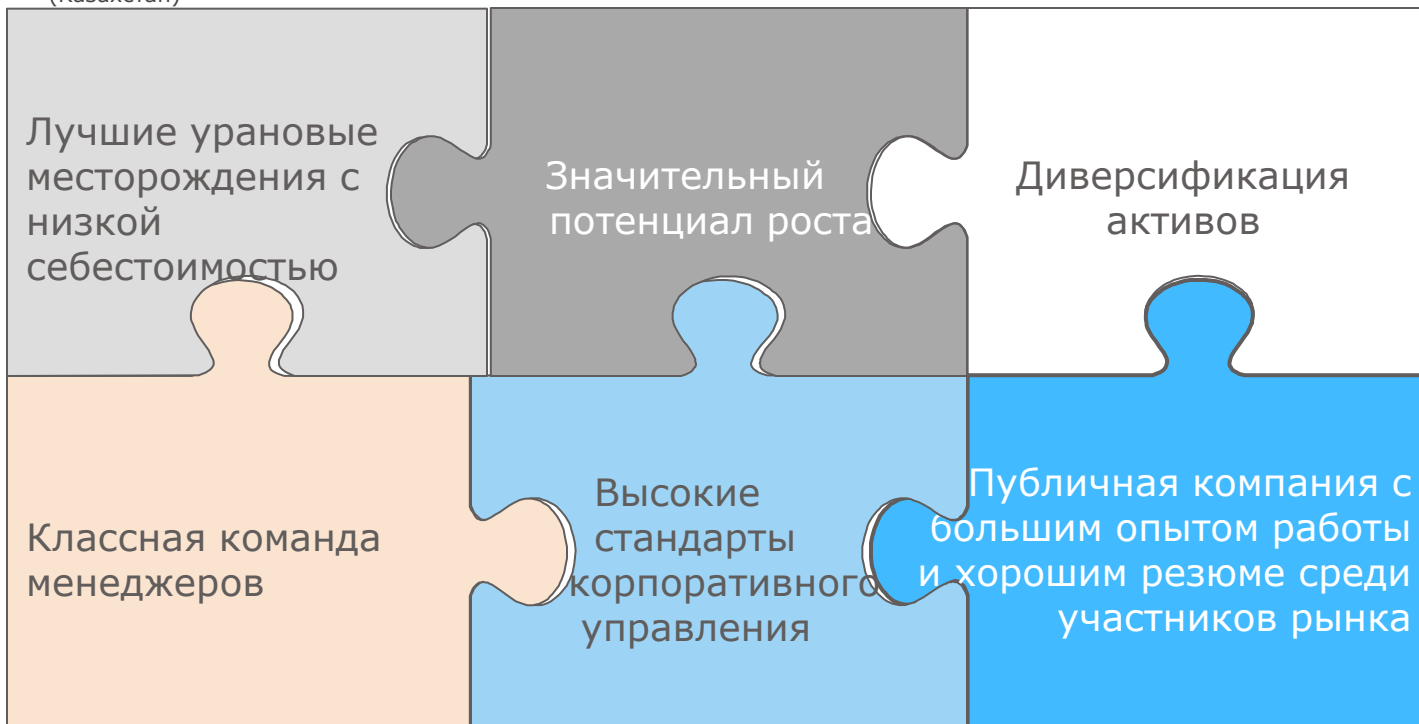 (Казахстан)
Лучшие урановые
месторождения с
низкой
себестоимостью
Значительный
потенциал роста
Диверсификация
активов
Классная команда
менеджеров
Высокие
стандарты
корпоративного
управления
Публичная компания с
большим опытом работы
и хорошим резюме среди
участников рынка